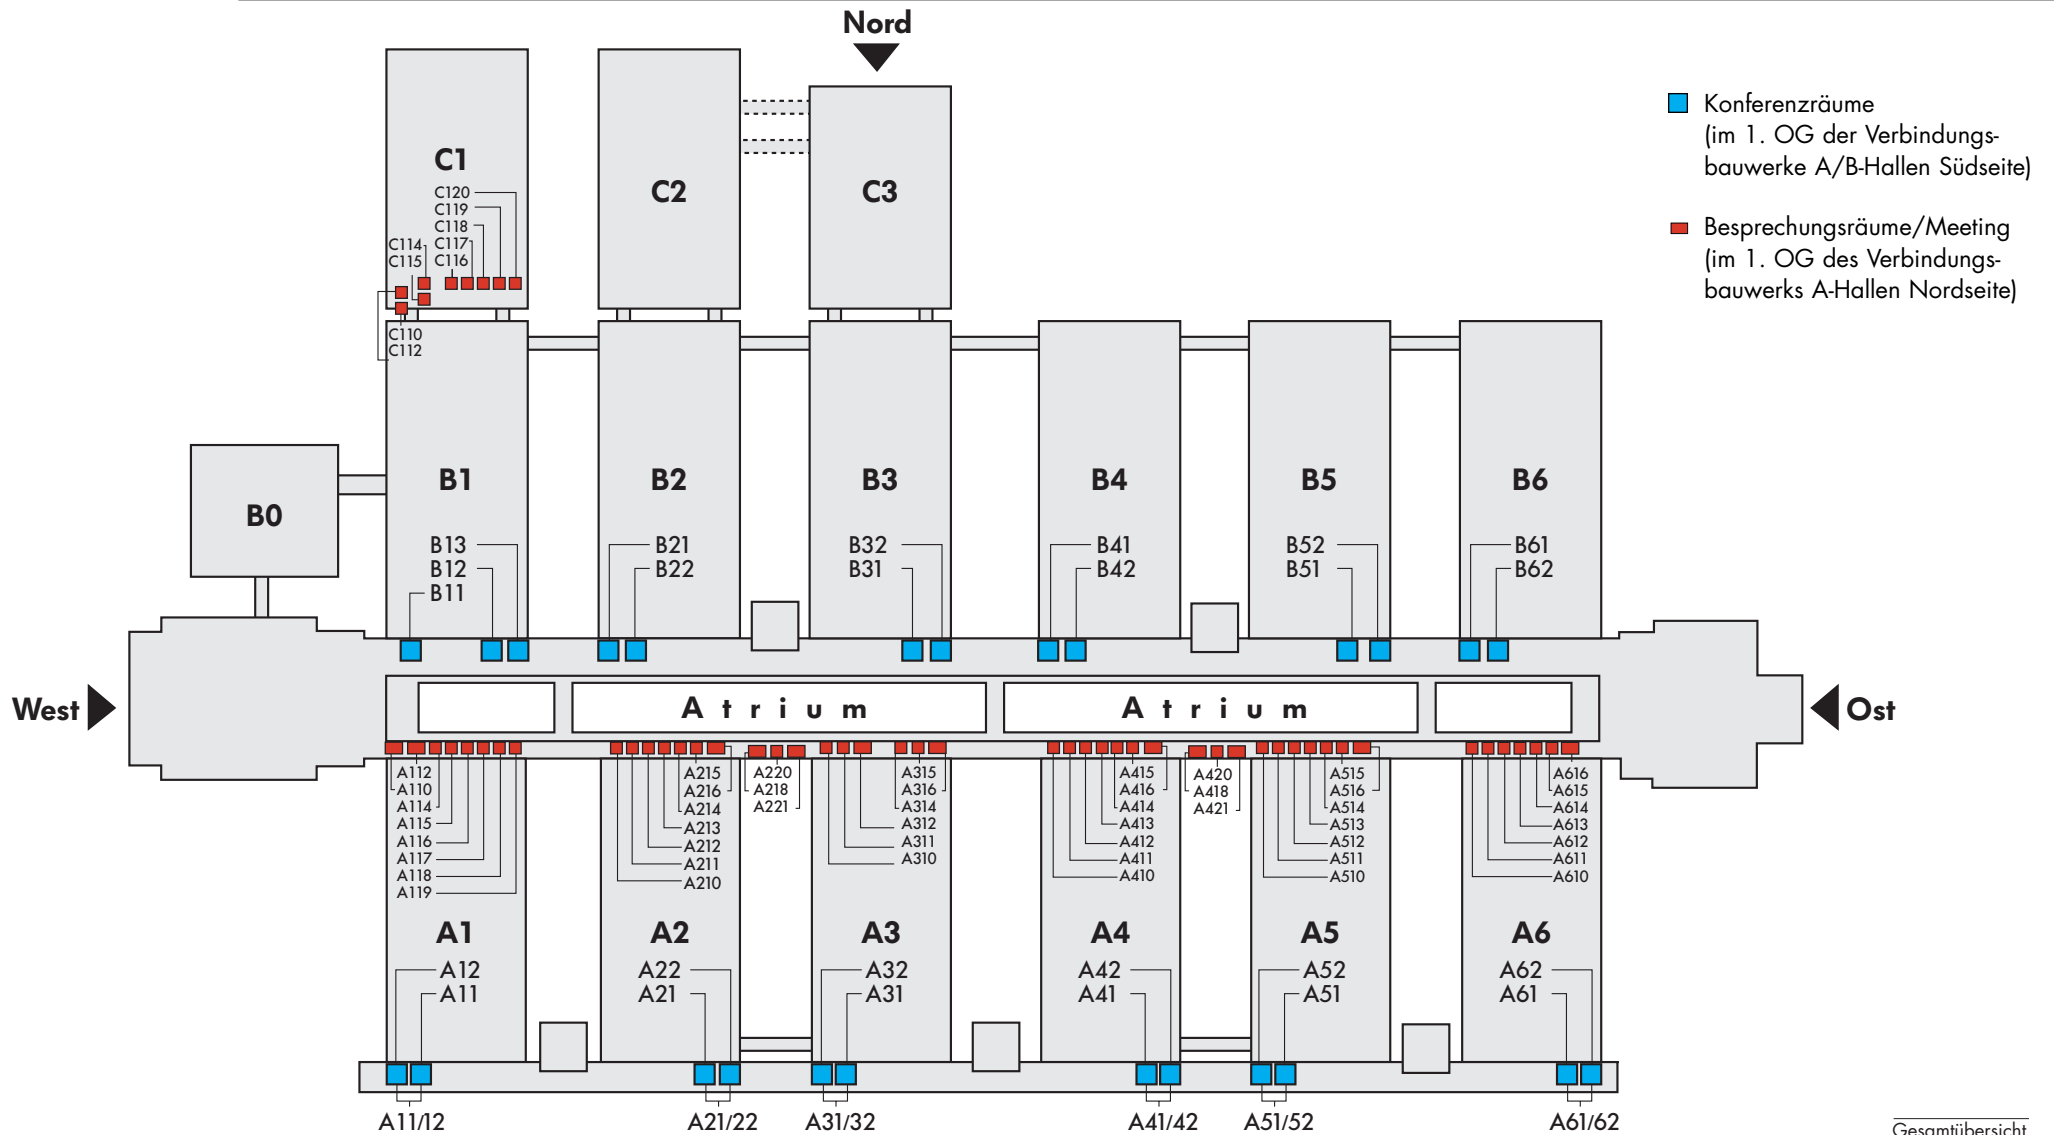 Nord
Konferenzräume
(im 1. OG der Verbindungs-
bauwerke A/B-Hallen Südseite)
Besprechungsräume/Meeting
(im 1. OG des Verbindungs-
bauwerks A-Hallen Nordseite)
C1
C120
C119
C118
C117
C116
C114
C115
C110
C112
C2
C3
B0
B1
B13
B12
B11
B2
B21
B22
B3
B32
B31
B4
B41
B42
B5
B52
B51
B6
B61
B62
West
Atrium
Atrium
Ost
A112
A110
A114
A115
A116
A117
A118
A119
A215
A216
A214
A213
A212
A211
A210
A220
A218
A221
A315
A316
A314
A312
A311
A310
A415
A416
A414
A413
A412
A411
A410
A420
A418
A421
A515
A516
A514
A513
A512
A511
A510
A616
A615
A614
A613
A612
A611
A610
A1
A12
A11
A2
A22
A21
A3
A32
A31
A4
A42
A41
A5
A52
A51
A6
A62
A61
A11/12
A21/22
A31/32
A41/42
A51/52
A61/62
Gesamtübersicht